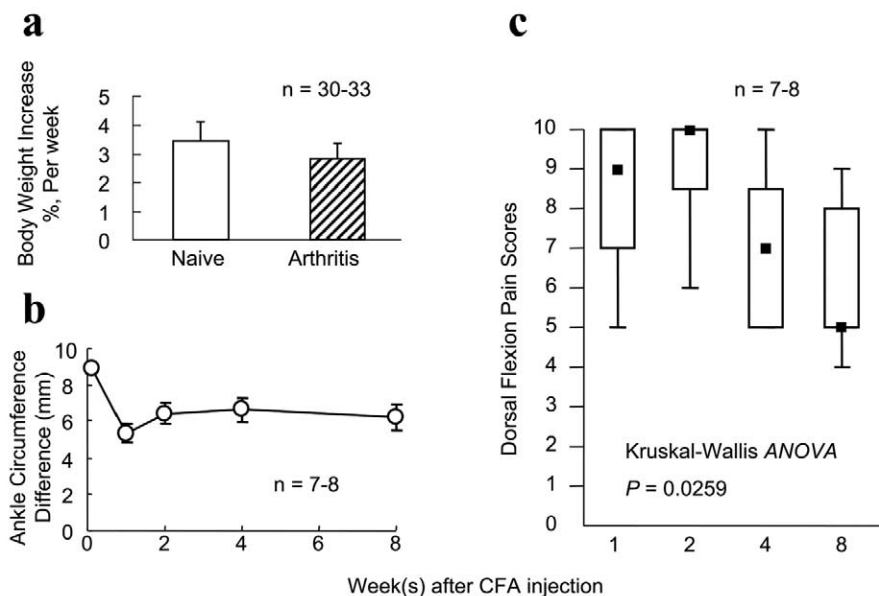 a
n = 30-33
Body Weight Increase
%, Per week
5
4
3
2
1
0
Naive
Arthritis
b
Ankle Circumference
Difference (mm)
10
8
6
4
2
0
n = 7-8
0
2
4
6
8
c
n = 7-8
Dorsal Flexion Pain Scores
10
9
8
7
6
5
4
3
2
1
0
Kruskal-Wallis ANOVA
P = 0.0259
1
2
4
8
Week(s) after CFA injection